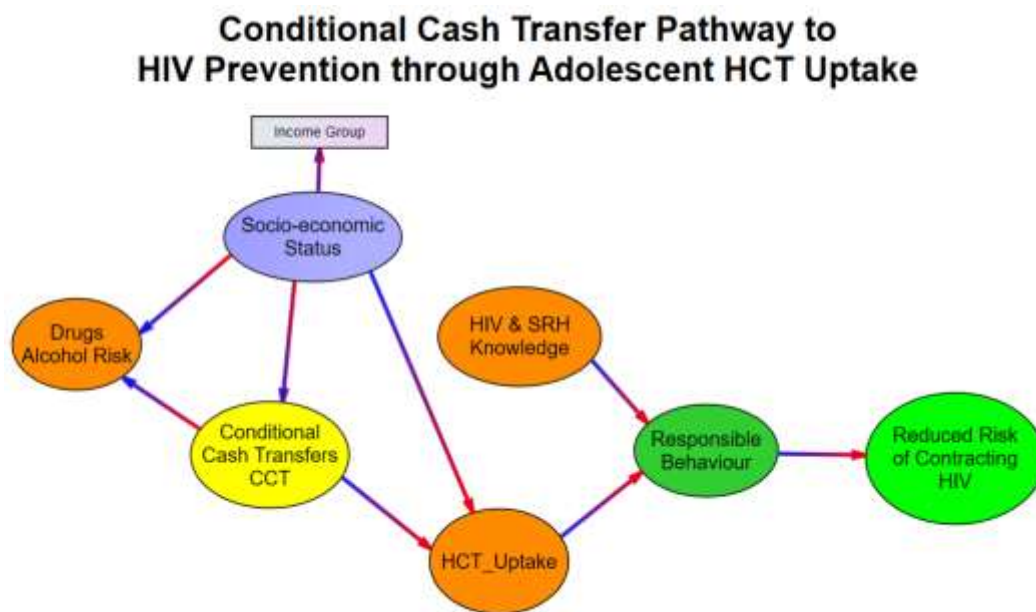 Conditional Cash Transfer Pathway to
HIV Prevention through Adolescent HCT Uptake
Income Group
Socio-economic
Status
Drugs
Alcohol Risk
HIV & SRH
Knowledge
Conditional
Cash Transfers
CCT
Responsible
Behaviour
Reduced Risk
of Contracting
HIV
HCT_Uptake